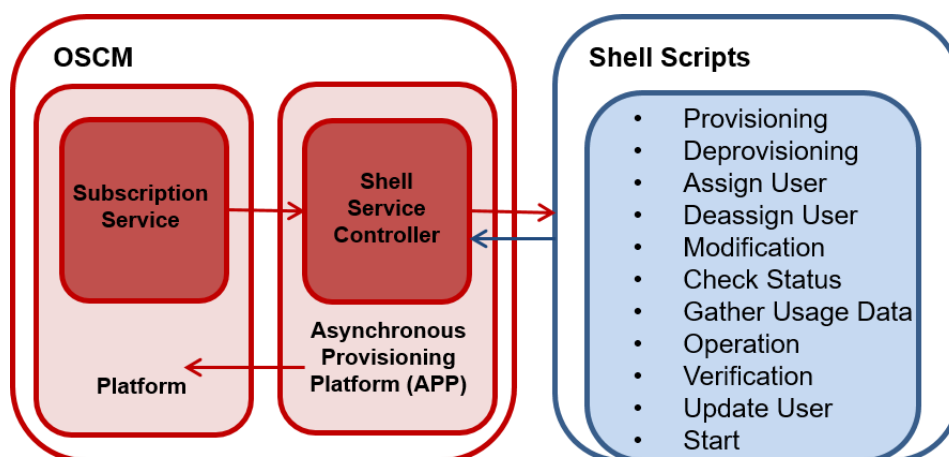 OSCM
Subscription
Service
Platform
Shell
Service
Controller
Asynchronous
Provisioning
Platform (APP)
Shell Scripts
• Provisioning
• Deprovisioning
• Assign User
• Deassign User
• Modification
• Check Status
• Gather Usage Data
• Operation
• Verification
• Update User
• Start